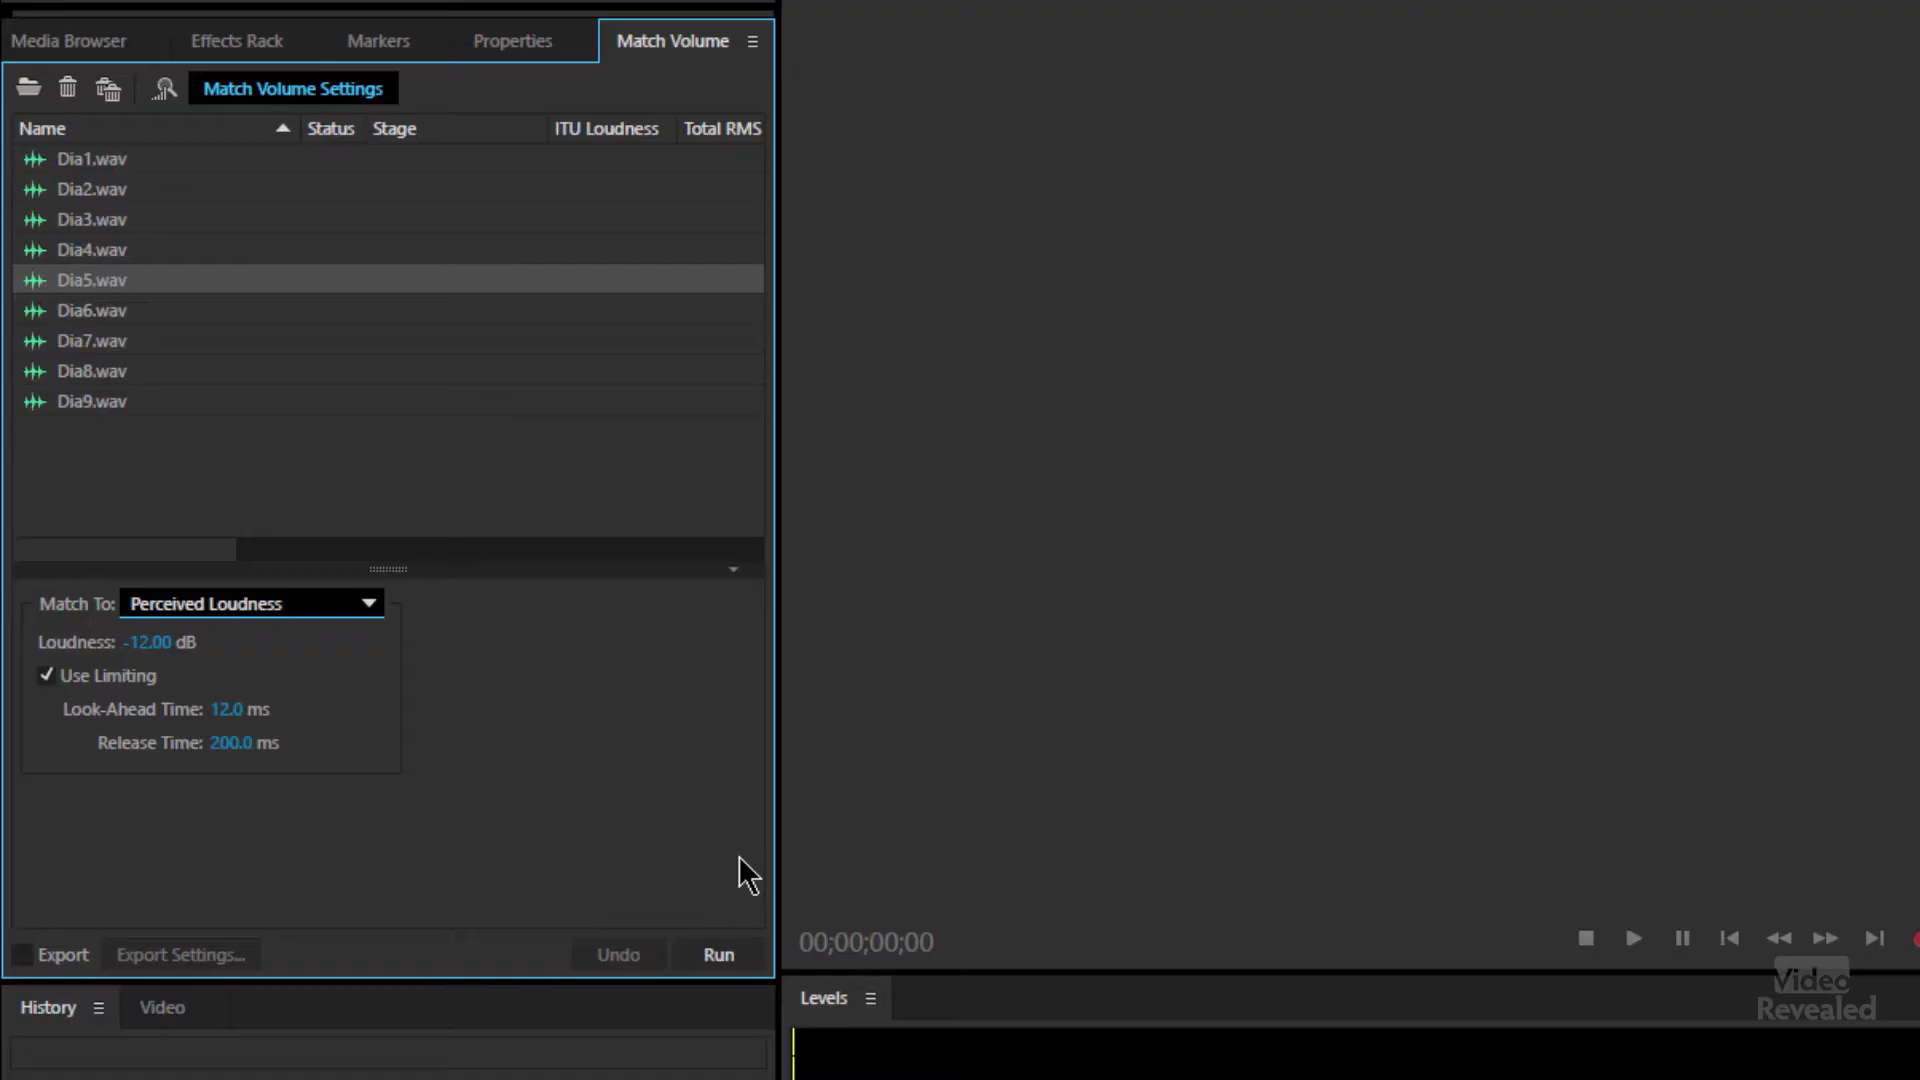 Media Browser Effects Rack Markers Properties Match Volume
Match Volume Settings
Name Status Stage ITU Loudness Total RMS
Dia1.wav
Dia2.wav
Dia3.wav
Dia4.wav
Dia5.wav
Dia6.wav
Dia7.wav
Dia8.wav
Dia9.wav
Match To: Perceived Loudness
Loudness: -12.00 dB
Use Limiting
Look-Ahead Time: 12.0 ms
Release Time: 200.0 ms
Export Export Settings... Undo Run
00;00;00;00
History Video
Levels
Video
Revealed